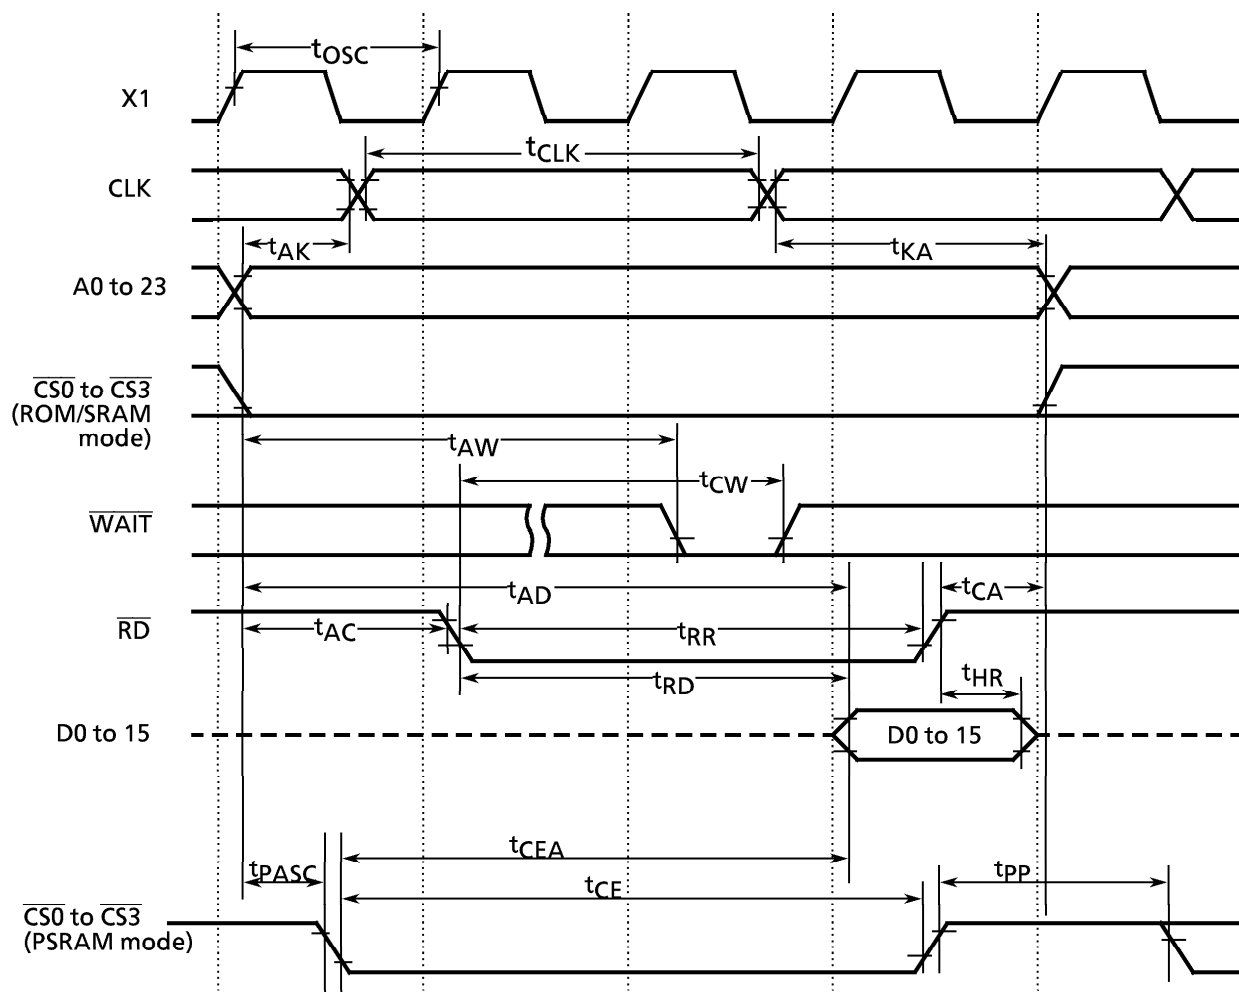 tOSC
X1
tCLK
CLK
tAK
tKA
A0 to 23
CS0 to CS3
(ROM/SRAM
mode)
tAW
tCW
WAIT
tAD
tCA
RD
tAC
tRR
tRD
tHR
D0 to 15
D0 to 15
tCEA
tPASC
tPP
tCE
CS0 to CS3
(PSRAM mode)